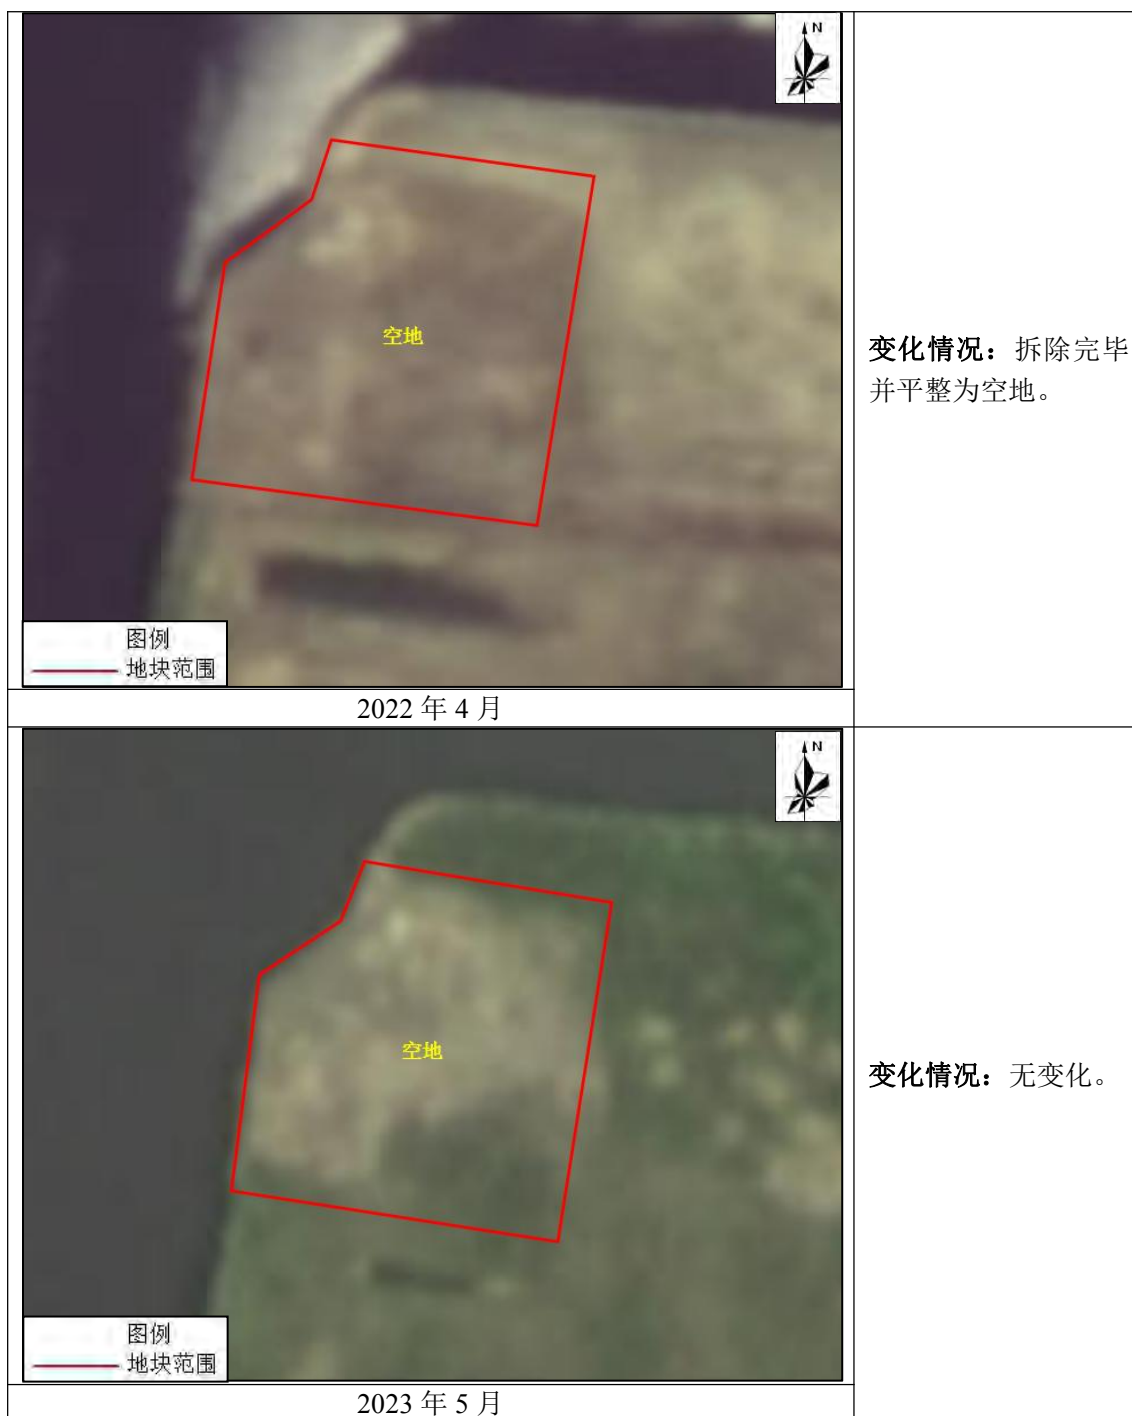 N
空地
变化情况：拆除完毕
并平整为空地。
图例
地块范围
2022 年 4 月
N
空地
变化情况：无变化。
图例
地块范围
2023 年 5 月